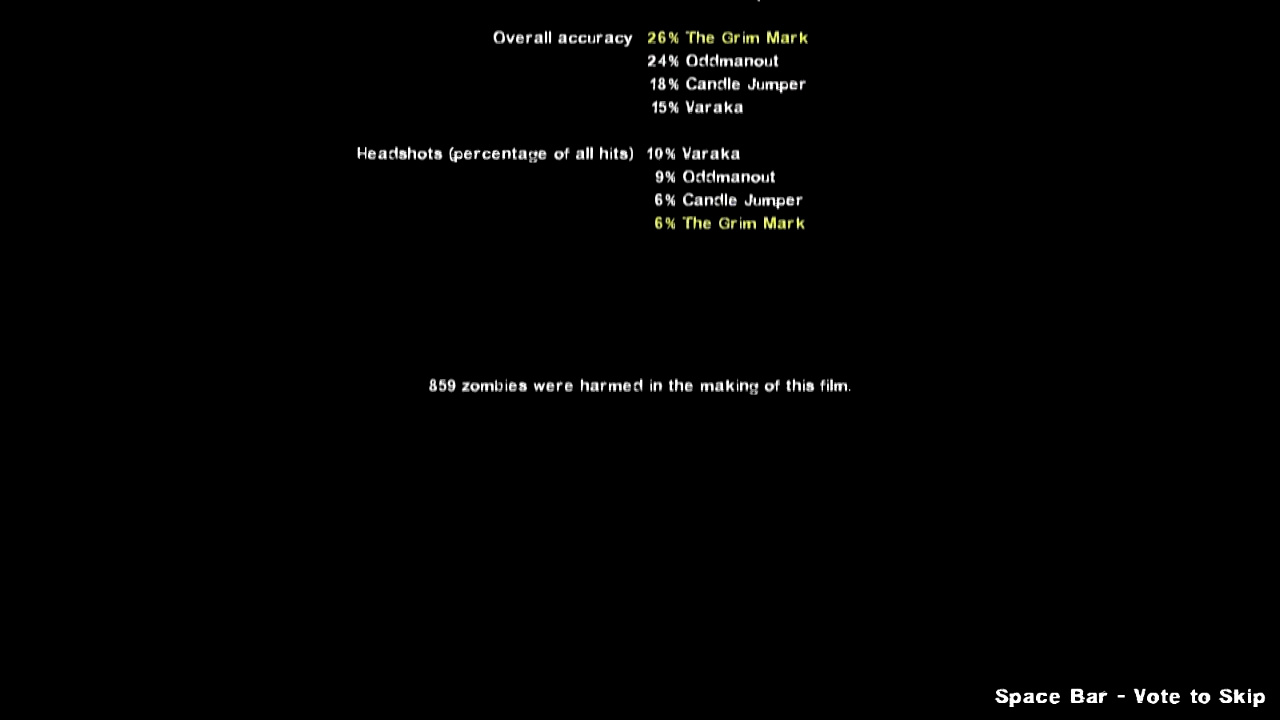 Overall accuracy 26% The Grim Mark
24% Oddmanout
18% Candle Jumper
15% Varaka
Headshots (percentage of all hits) 10% Varaka
9% Oddmanout
6% Candle Jumper
6% The Grim Mark
859 zombies were harmed in the making of this film.
Space Bar - Vote to Skip